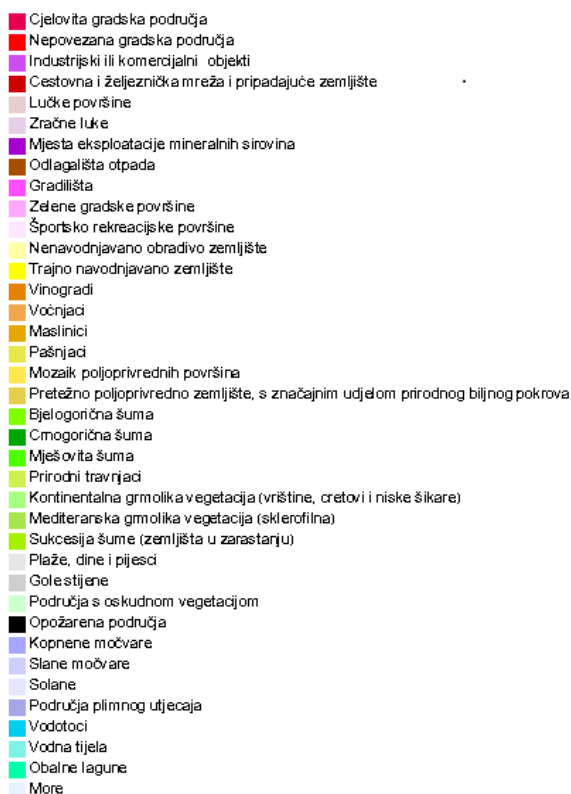 Cjelovita gradska područja
Nepovezana gradska područja
Industrijski ili komercijalni objekti
Cestovna i željeznička mreža i pripadajuće zemljište
Lučke površine
Zračne luke
Mjesta eksploatacije mineralnih sirovina
Odlagališta otpada
Gradilišta
Zelene gradske površine
Športsko rekreacijske površine
Nenavodnjavano obradivo zemljište
Trajno navodnjavano zemljište
Vinogradi
Voćnjaci
Maslinici
Pašnjaci
Mozaik poljoprivrednih površina
Pretežno poljoprivredno zemljište, s značajnim udjelom prirodnog biljnog pokrova
Bjelogorična šuma
Crnogorična šuma
Mješovita šuma
Prirodni travnjaci
Kontinentalna grmolika vegetacija (vrištine, cretovi i niske šikare)
Mediteranska grmolika vegetacija (sklerofilna)
Sukcesija šume (zemljišta u zarastanju)
Plaže, dine i pijesci
Gole stijene
Područja s oskudnom vegetacijom
Opožarena područja
Kopnene močvare
Slane močvare
Solane
Područja plimnog utjecaja
Vodotoci
Vodna tijela
Obalne lagune
More